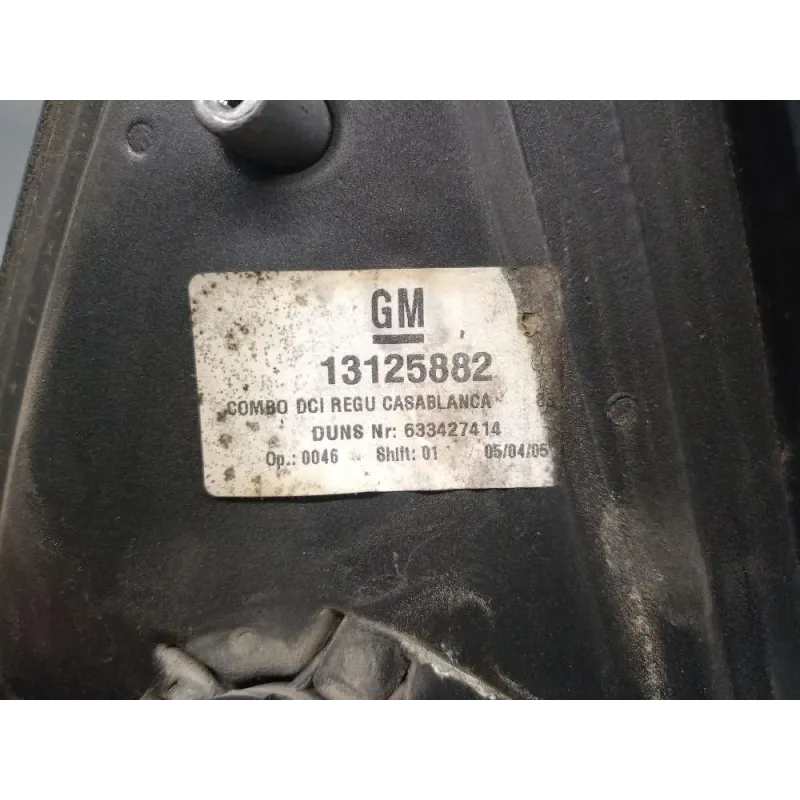 GM
13125882
COMBO DCI REGU CASABLANCA
DUNS Nr: 633427414
Op.: 0046 Shift: 01 05/04/05